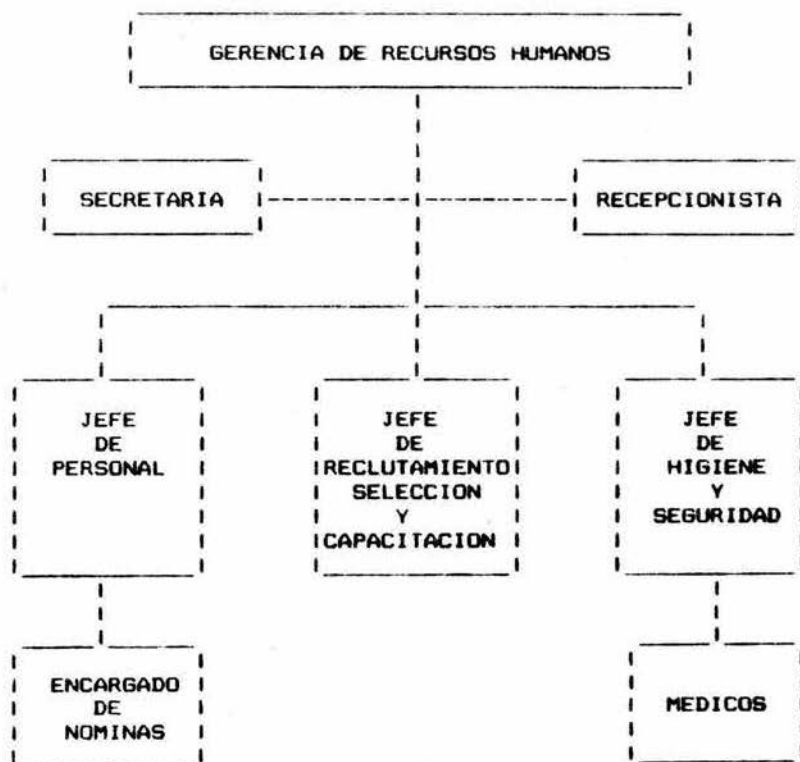 GERENCIA DE RECURSOS HUMANOS
SECRETARIA
RECEPCIONISTA
JEFE
DE
PERSONAL
JEFE
DE
RECLUTAMIENTO
SELECCION
Y
CAPACITACION
JEFE
DE
HIGIENE
Y
SEGURIDAD
ENCARGADO
DE
NOMINAS
MEDICOS